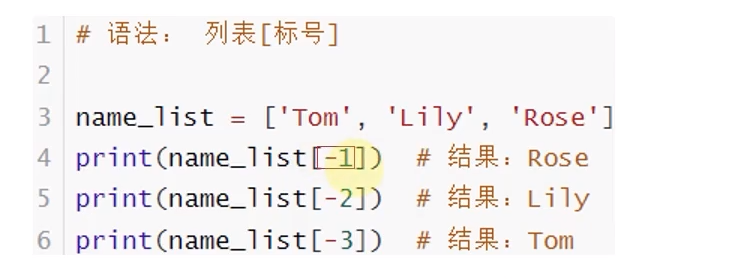 1 # 语法： 列表[标号]
2
3 name_list = ['Tom', 'Lily', 'Rose']
4 print(name_list[-1]) # 结果：Rose
5 print(name_list[-2]) # 结果：Lily
6 print(name_list[-3]) # 结果：Tom